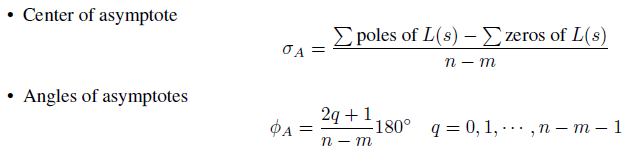 • Center of asymptote
σ_A = (∑ poles of L(s) − ∑ zeros of L(s)) / (n − m)
• Angles of asymptotes
ϕ_A = (2q + 1) / (n − m) 180° q = 0, 1, ⋯ , n − m − 1